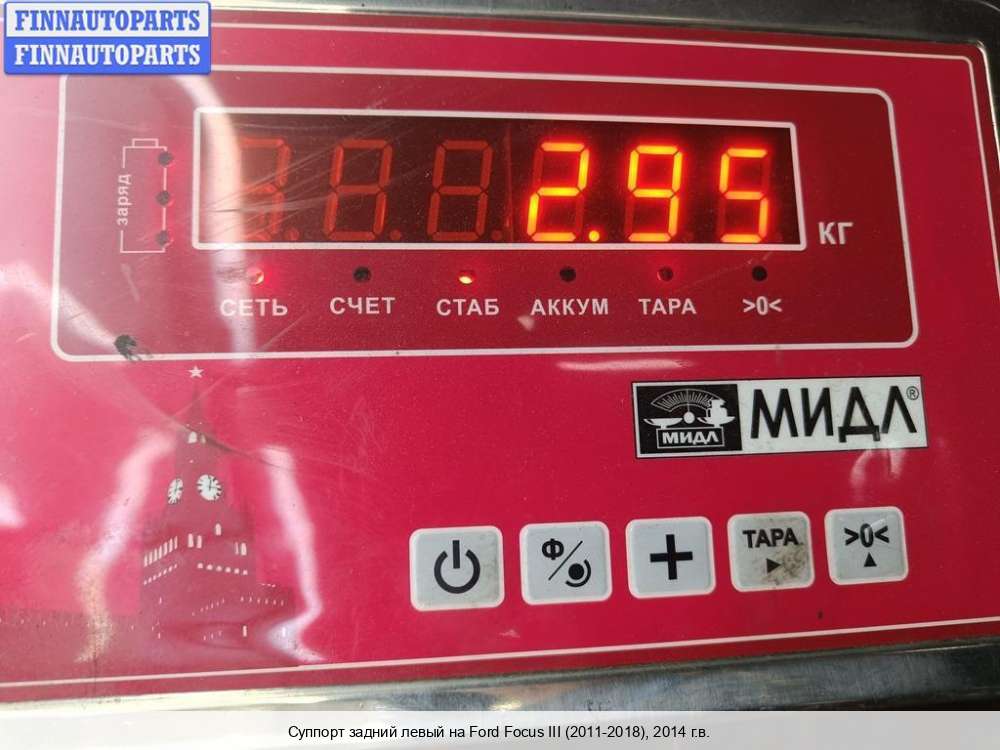 FINNAUTOPARTS
FINNAUTOPARTS
заряд
2.95
КГ
СЕТЬ СЧЕТ СТАБ АККУМ ТАРА >0<
МИДЛ МИДЛ®
Ф
ТАРА >0<
Суппорт задний левый на Ford Focus III (2011-2018), 2014 г.в.